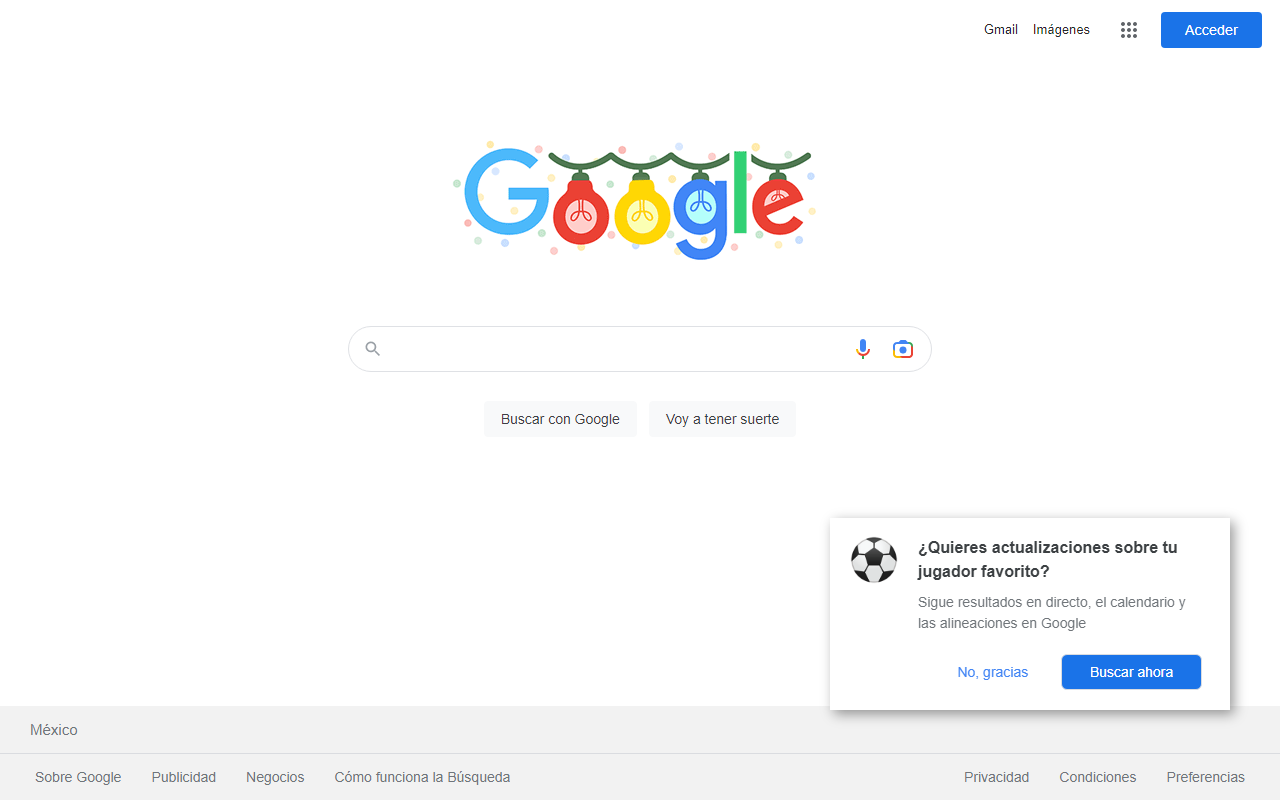 Gmail Imágenes Acceder
Google
Buscar con Google Voy a tener suerte
¿Quieres actualizaciones sobre tu
jugador favorito?
Sigue resultados en directo, el calendario y
las alineaciones en Google
No, gracias Buscar ahora
México
Sobre Google Publicidad Negocios Cómo funciona la Búsqueda Privacidad Condiciones Preferencias